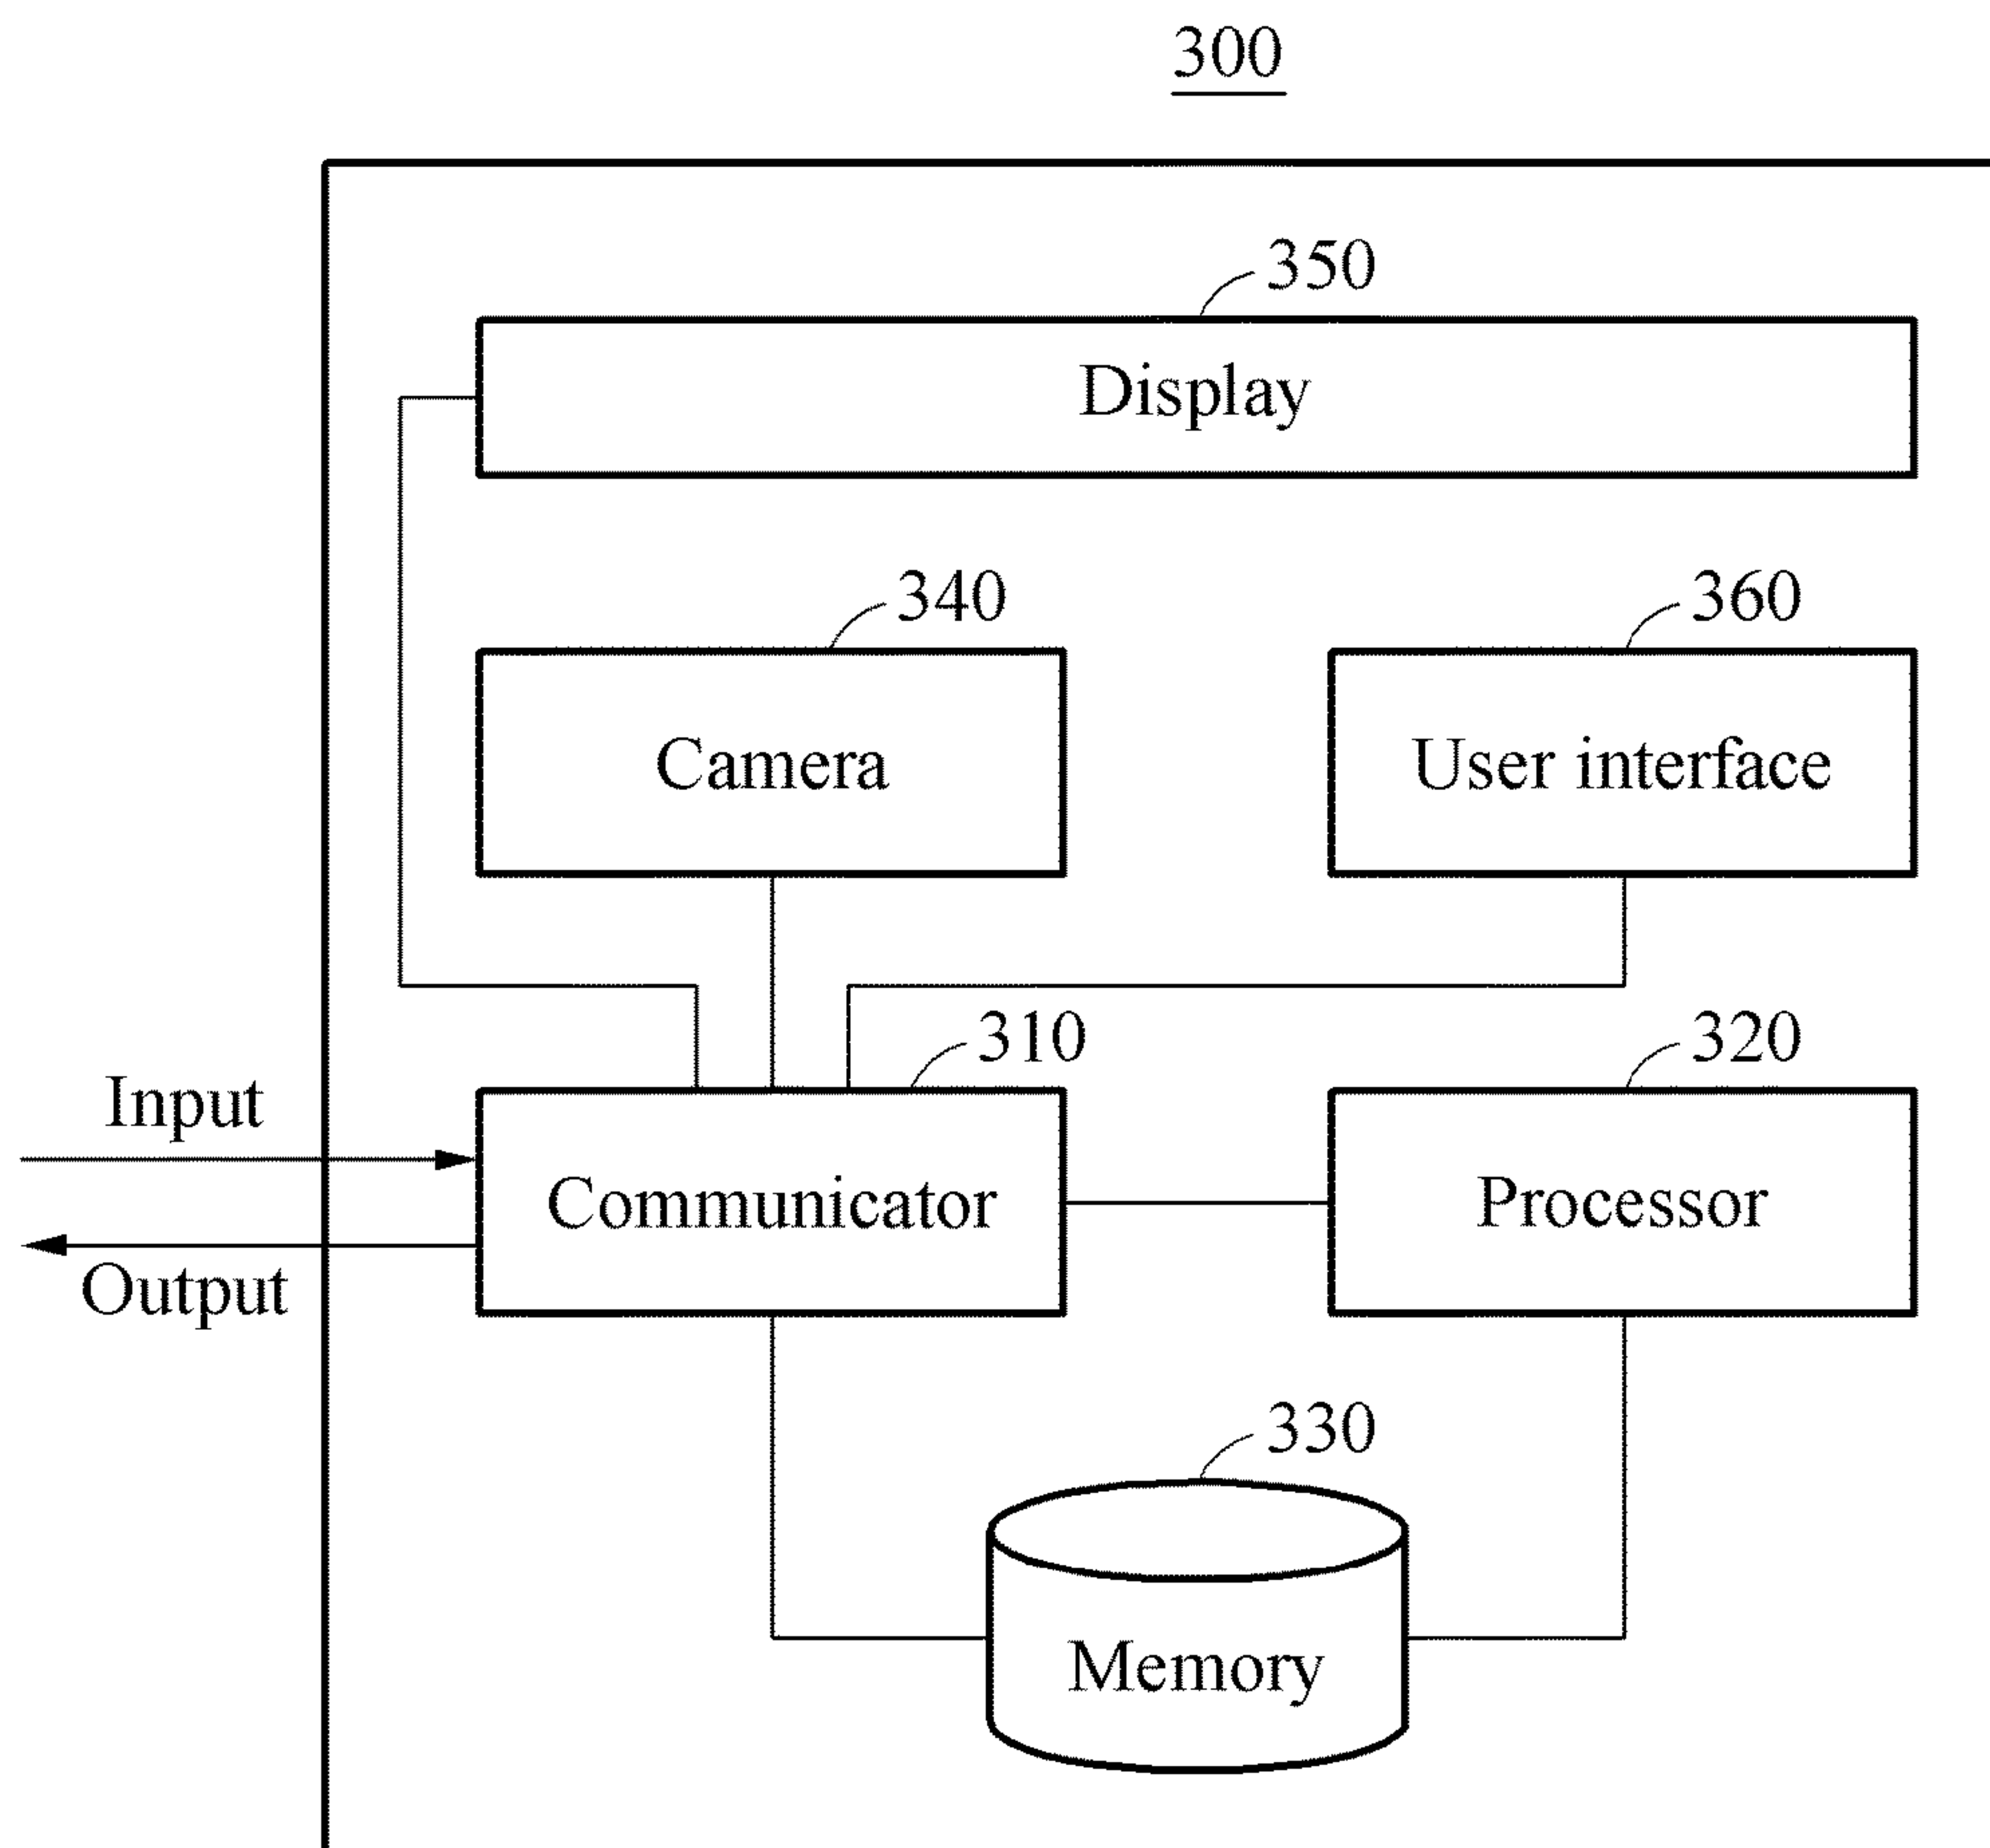 300
350
Display
340
360
Camera
User interface
310
320
Input
Communicator
Processor
Output
330
Memory